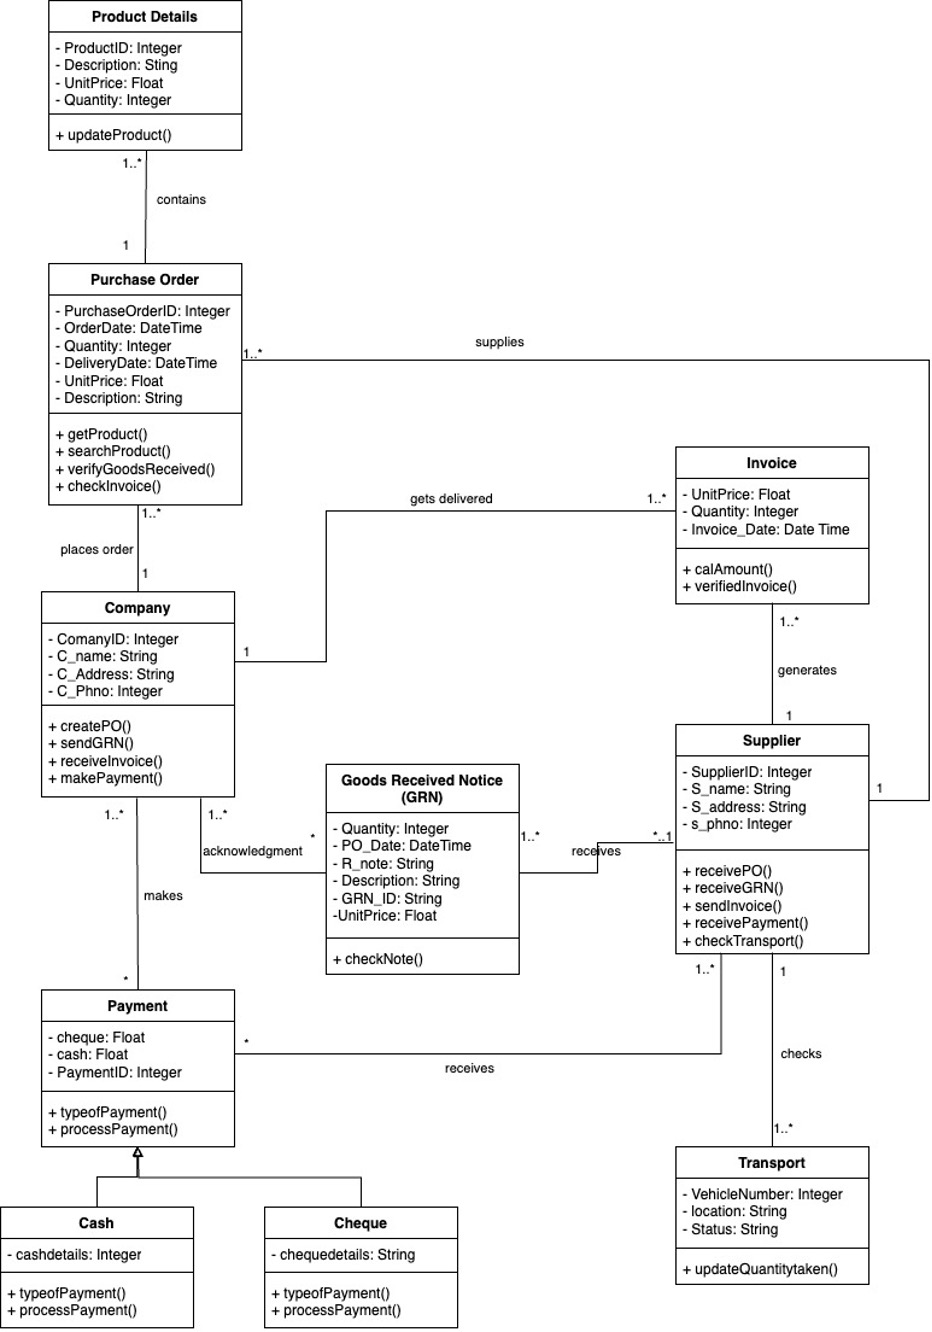 Product Details
- ProductID: Integer
- Description: Sting
- UnitPrice: Float
- Quantity: Integer
+ updateProduct()
1..*
contains
1
Purchase Order
- PurchaseOrderID: Integer
- OrderDate: DateTime
- Quantity: Integer
- DeliveryDate: DateTime
- UnitPrice: Float
- Description: String
+ getProduct()
+ searchProduct()
+ verifyGoodsReceived()
+ checkInvoice()
supplies
1..*
1..*
places order
1
gets delivered
1..*
1
Invoice
- UnitPrice: Float
- Quantity: Integer
- Invoice_Date: Date Time
+ calAmount()
+ verifiedInvoice()
1..*
generates
1
Company
- ComanyID: Integer
- C_name: String
- C_Address: String
- C_Phno: Integer
+ createPO()
+ sendGRN()
+ receiveInvoice()
+ makePayment()
Supplier
- SupplierID: Integer
- S_name: String
- S_address: String
- s_phno: Integer
+ receivePO()
+ receiveGRN()
+ sendInvoice()
+ receivePayment()
+ checkTransport()
1
Goods Received Notice
(GRN)
- Quantity: Integer
- PO_Date: DateTime
- R_note: String
- Description: String
- GRN_ID: String
-UnitPrice: Float
+ checkNote()
1..*
1..*
*
acknowledgment
1..*
receives
*..1
makes
*
Payment
- cheque: Float
- cash: Float
- PaymentID: Integer
+ typeofPayment()
+ processPayment()
*
receives
1..*
1
checks
1..*
Transport
- VehicleNumber: Integer
- location: String
- Status: String
+ updateQuantitytaken()
Cash
- cashdetails: Integer
+ typeofPayment()
+ processPayment()
Cheque
- chequedetails: String
+ typeofPayment()
+ processPayment()